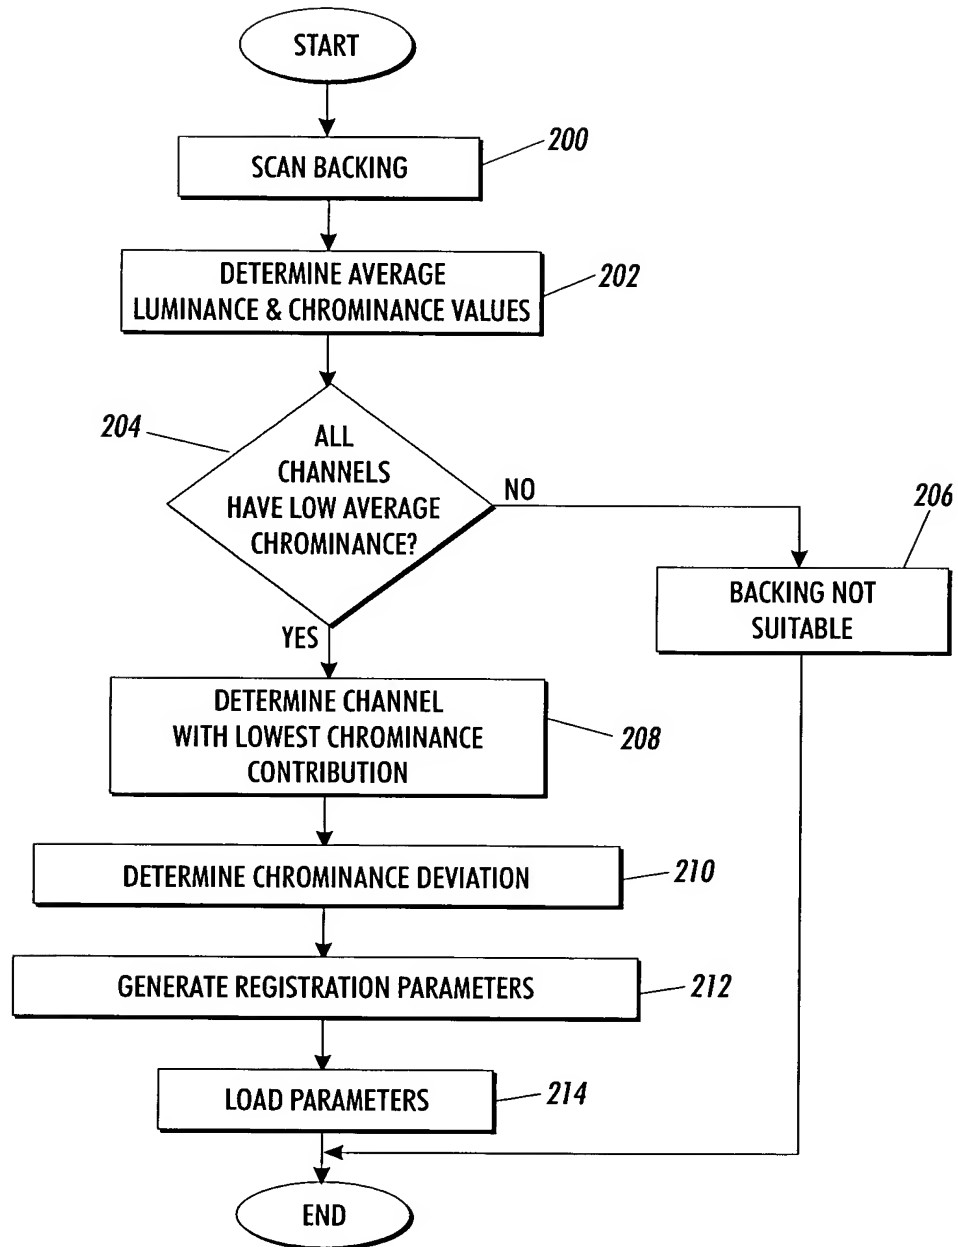 START
SCAN BACKING
200
DETERMINE AVERAGE
LUMINANCE & CHROMINANCE VALUES
202
204
ALL
CHANNELS
HAVE LOW AVERAGE
CHROMINANCE?
NO
206
BACKING NOT
SUITABLE
YES
DETERMINE CHANNEL
WITH LOWEST CHROMINANCE
CONTRIBUTION
208
DETERMINE CHROMINANCE DEVIATION
210
GENERATE REGISTRATION PARAMETERS
212
LOAD PARAMETERS
214
END